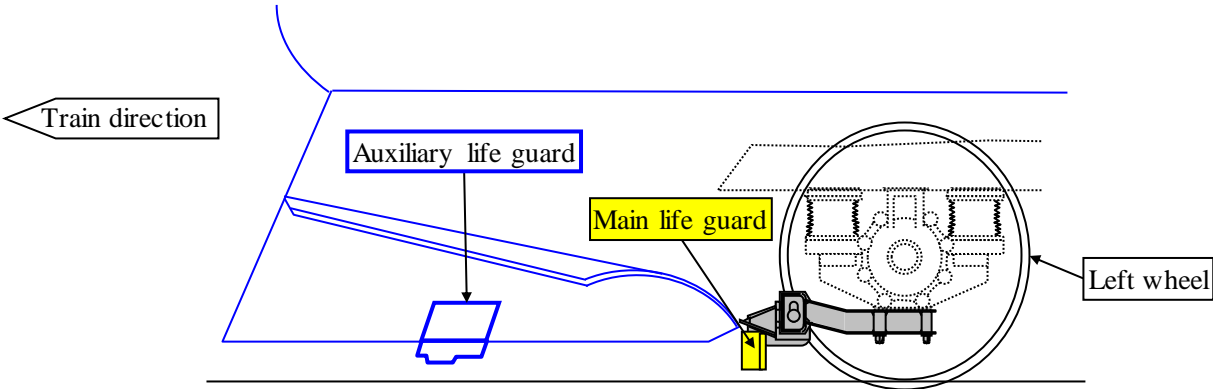 Train direction
Auxiliary life guard
Main life guard
Left wheel